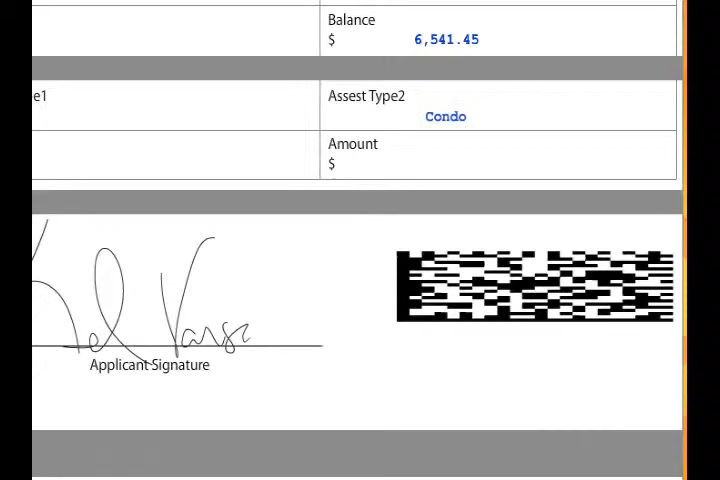 Balance
$ 6,541.45
e1
Assest Type2
Condo
Amount
$
Applicant Signature